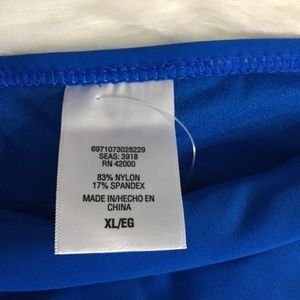 6971073028229
SEAS: 3918
RN 42000
83% NYLON
17% SPANDEX
MADE IN/HECHO EN
CHINA
XL/EG